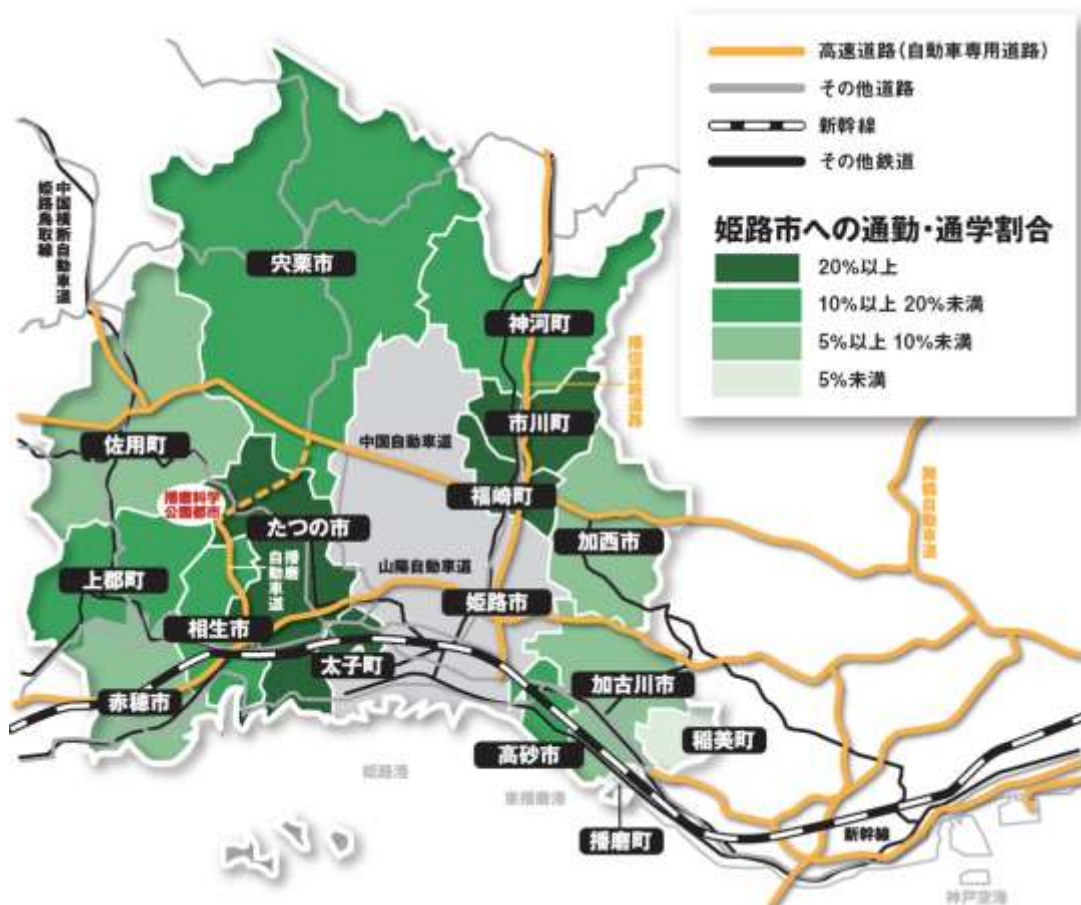 高速道路(自動車専用道路)
その他道路
新幹線
その他鉄道
姫路市への通勤・通学割合
20%以上
10%以上 20%未満
5%以上 10%未満
5%未満
中国横断自動車道
姫路鳥取線
宍粟市
神河町
市川町
中国自動車道
佐用町
福崎町
播磨科学
公園都市
たつの市
加西市
播磨
自動車道
山陽自動車道
上郡町
姫路市
相生市
太子町
加古川市
赤穂市
稲美町
高砂市
姫路港
東播磨港
播磨町
新幹線
神戸空港